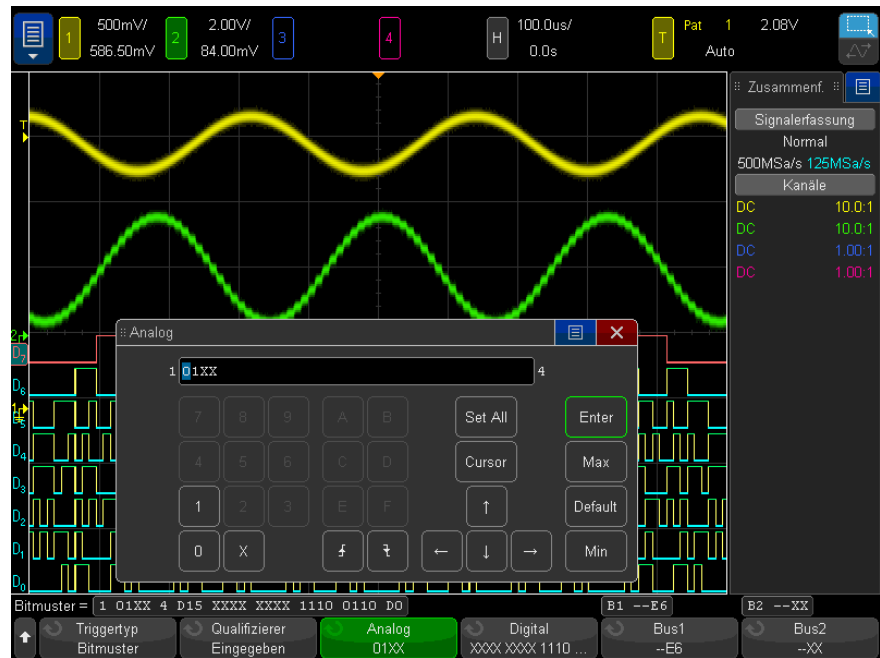 1 500mV/ 2 2.00V/ 3 4 H 100.0us/ T Pat 1 2.08V
586.50mV 84.00mV 0.0s Auto
Zusammenf.
Signalerfassung
Normal
500MSa/s 125MSa/s
Kanäle
DC 10.0:1
DC 10.0:1
DC 1.00:1
DC 1.00:1
T
2
D7
D6
D5
D4
D3
D2
D1
D0
Analog
1 01XX 4
7 8 9 A B Set All Enter
4 5 6 C D Cursor Max
1 2 3 E F ↑ Default
0 X ← ↓ → Min
Bitmuster = 1 01XX 4 D15 XXXX XXXX 1110 0110 D0 B1 --E6 B2 --XX
Triggertyp Qualifizierer Analog Digital Bus1 Bus2
Bitmuster Eingegeben 01XX XXXX XXXX 1110 ... --E6 --XX